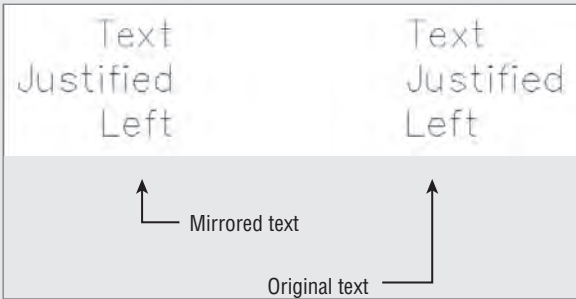 Text
Justified
Left
Text
Justified
Left
Mirrored text
Original text